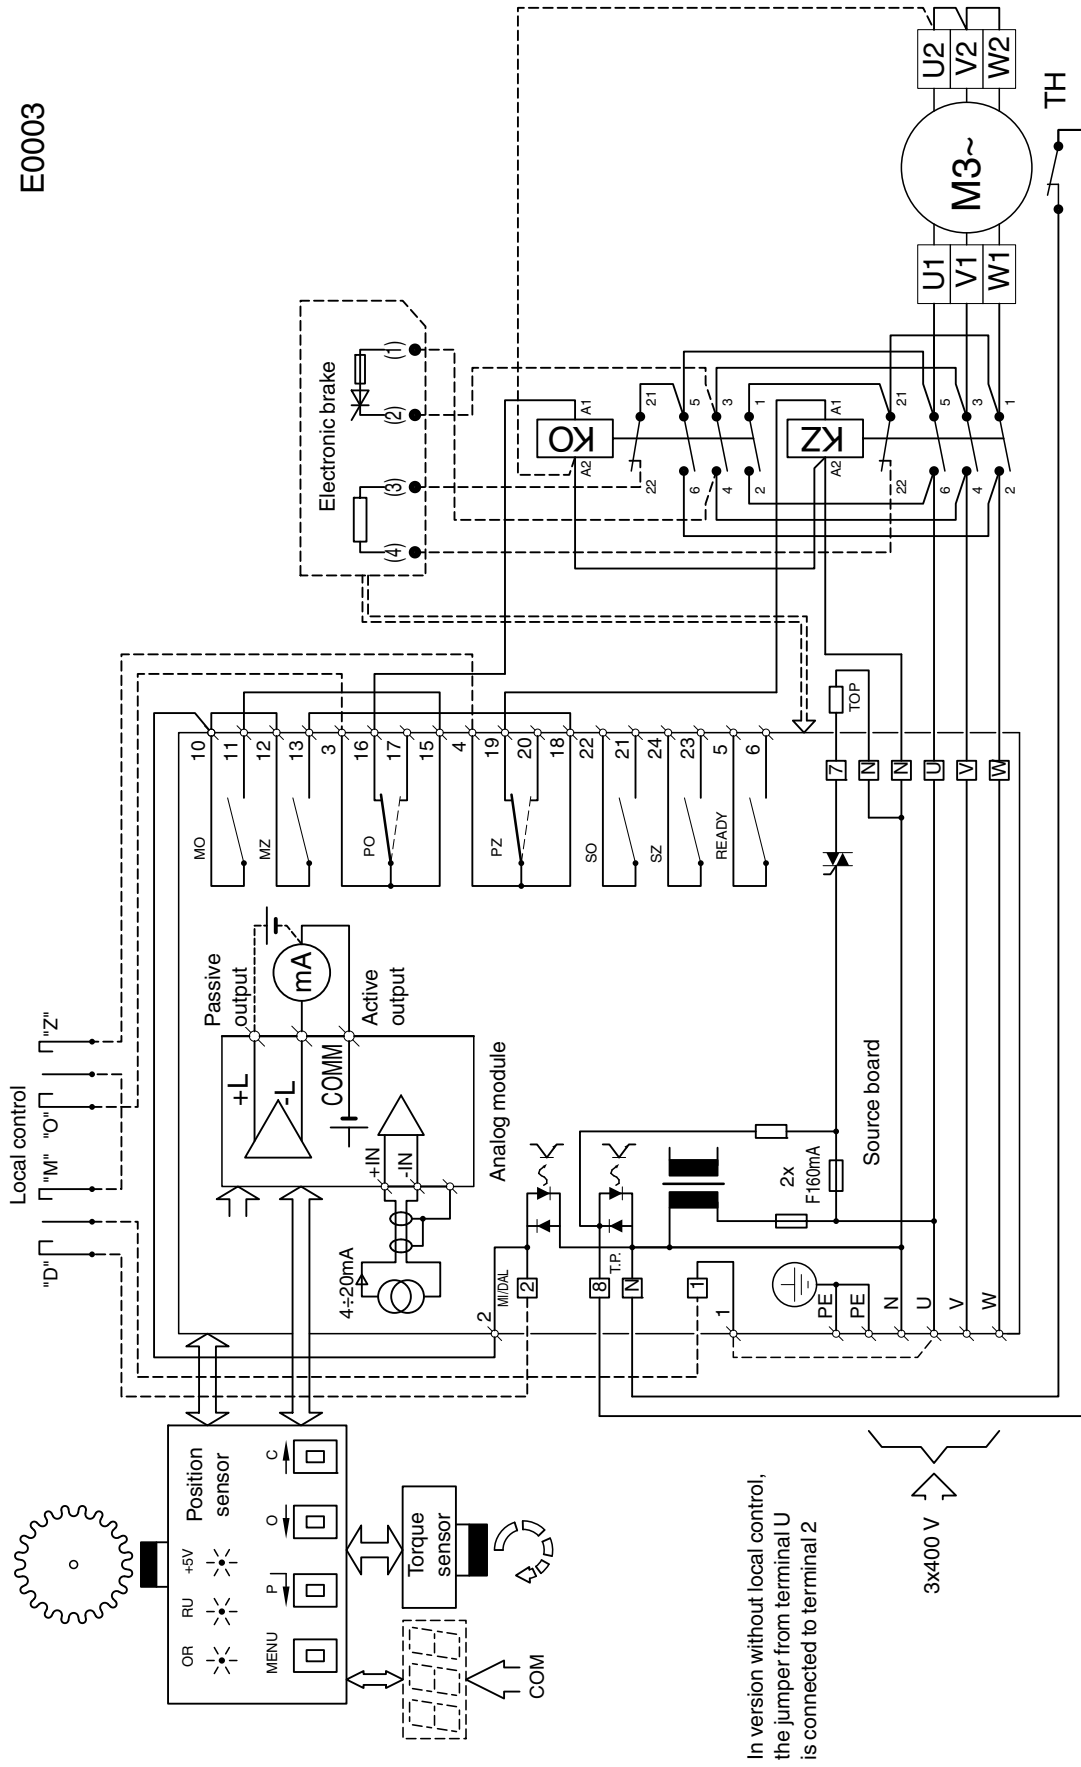 E0003
Local control
"D"
"M"
"O"
"Z"
OR
RU
+5V
Position
sensor
MENU
P
O
C
Torque
sensor
COM
4÷20mA
+IN
-IN
+L
-L
COMM
Passive
output
mA
Active
output
Analog module
MO
MZ
PO
PZ
SO
SZ
READY
10
11
12
13
3
16
17
15
4
19
20
18
22
21
24
23
5
6
Electronic brake
(4)
(3)
(2)
(1)
KO
A2
A1
22
21
6
5
4
3
2
1
KZ
A2
A1
22
21
6
5
4
3
2
1
2
MI/DAL
2
8
T.P.
N
1
1
2x
F160mA
Source board
TOP
7
N
N
U
V
W
PE
PE
N
U
V
W
U1
V1
W1
M3~
U2
V2
W2
TH
3x400 V
In version without local control,
the jumper from terminal U
is connected to terminal 2